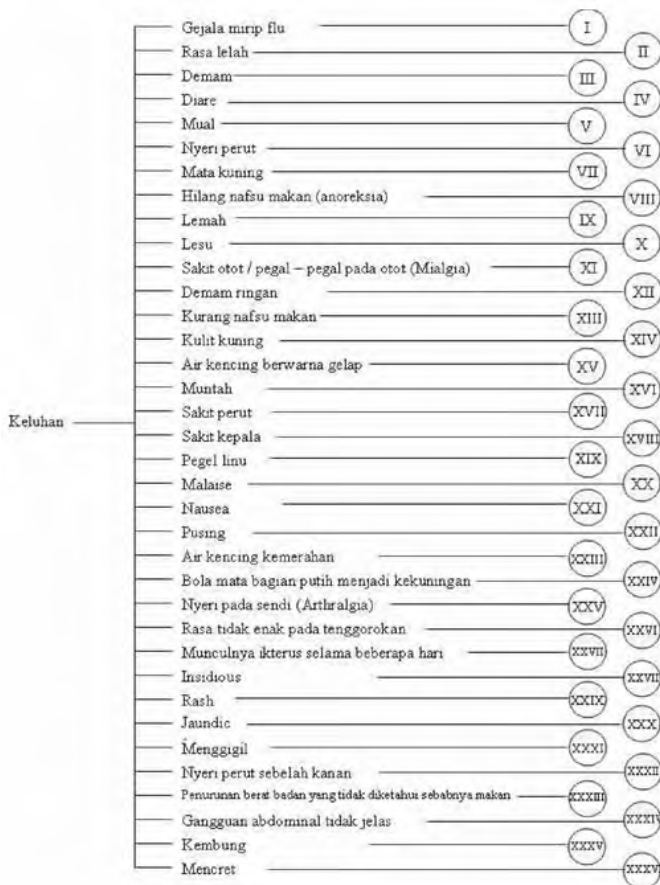 Keluhan
Gejala mirip flu I
Rasa lelah II
Demam III
Diare IV
Mual V
Nyeri perut VI
Mata kuning VII
Hilang nafsu makan (anoreksia) VIII
Lemah IX
Lesu X
Sakit otot / pegal – pegal pada otot (Mialgia) XI
Demam ringan XII
Kurang nafsu makan XIII
Kulit kuning XIV
Air kencing berwarna gelap XV
Muntah XVI
Sakit perut XVII
Sakit kepala XVIII
Pegel linu XIX
Malaise XX
Nausea XXI
Pusing XXII
Air kencing kemerahan XXIII
Bola mata bagian putih menjadi kekuningan XXIV
Nyeri pada sendi (Arthralgia) XXV
Rasa tidak enak pada tenggorokan XXVI
Munculnya ikterus selama beberapa hari XXVII
Insidious XXVII
Rash XXIX
Jaundic XXX
Menggigil XXXI
Nyeri perut sebelah kanan XXXII
Penurunan berat badan yang tidak diketahui sebabnya makan XXXIII
Gangguan abdominal tidak jelas XXXIV
Kembung XXXV
Mencret XXXV